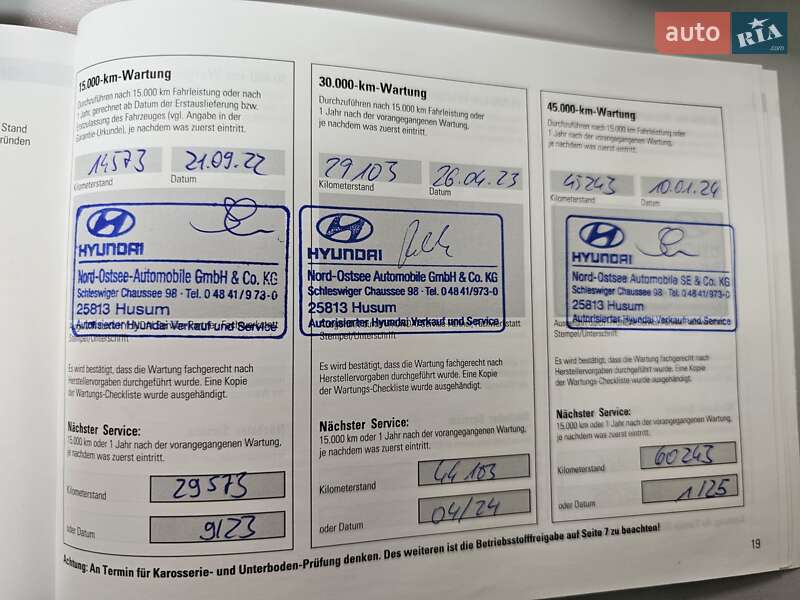 auto RIA .com
Stand
ründen
15.000-km-Wartung
Durchzuführen nach 15.000 km Fahrleistung oder nach
1 Jahr, gerechnet ab Datum der Erstauslieferung bzw.
Erstzulassung des Fahrzeuges (vgl. Angabe in der
Garantie-Urkunde), je nachdem was zuerst eintritt.
14573 21.09.22
Kilometerstand Datum
HYUNDAI
Nord-Ostsee-Automobile GmbH & Co. KG
Schleswiger Chaussee 98 · Tel. 0 48 41/9 73-0
25813 Husum
Autorisierter Hyundai Verkauf und Service
Stempel/Unterschrift
Es wird bestätigt, dass die Wartung fachgerecht nach
Herstellervorgaben durchgeführt wurde. Eine Kopie
der Wartungs-Checkliste wurde ausgehändigt.
Nächster Service:
15.000 km oder 1 Jahr nach der vorangegangenen Wartung,
je nachdem was zuerst eintritt.
Kilometerstand 29573
oder Datum 9/23
30.000-km-Wartung
Durchzuführen nach 15.000 km Fahrleistung oder
1 Jahr nach der vorangegangenen Wartung,
je nachdem was zuerst eintritt.
29103 26.04.23
Kilometerstand Datum
HYUNDAI
Nord-Ostsee Automobile GmbH & Co. KG
Schleswiger Chaussee 98 · Tel. 0 48 41/973-0
25813 Husum
Autorisierter Hyundai Verkauf und Service
Stempel/Unterschrift
Es wird bestätigt, dass die Wartung fachgerecht nach
Herstellervorgaben durchgeführt wurde. Eine Kopie
der Wartungs-Checkliste wurde ausgehändigt.
Nächster Service:
15.000 km oder 1 Jahr nach der vorangegangenen Wartung,
je nachdem was zuerst eintritt.
Kilometerstand 44103
oder Datum 04/24
45.000-km-Wartung
Durchzuführen nach 15.000 km Fahrleistung oder
1 Jahr nach der vorangegangenen Wartung,
je nachdem was zuerst eintritt.
45243 10.01.24
Kilometerstand Datum
HYUNDAI
Nord-Ostsee Automobile SE & Co. KG
Schleswiger Chaussee 98 · Tel. 0 48 41/973-0
25813 Husum
Autorisierter Hyundai Verkauf und Service
Stempel/Unterschrift
Es wird bestätigt, dass die Wartung fachgerecht nach
Herstellervorgaben durchgeführt wurde. Eine Kopie
der Wartungs-Checkliste wurde ausgehändigt.
Nächster Service:
15.000 km oder 1 Jahr nach der vorangegangenen Wartung,
je nachdem was zuerst eintritt.
Kilometerstand 60243
oder Datum 1/25
Achtung: An Termin für Karosserie- und Unterboden-Prüfung denken. Des weiteren ist die Betriebsstofffreigabe auf Seite 7 zu beachten!
19